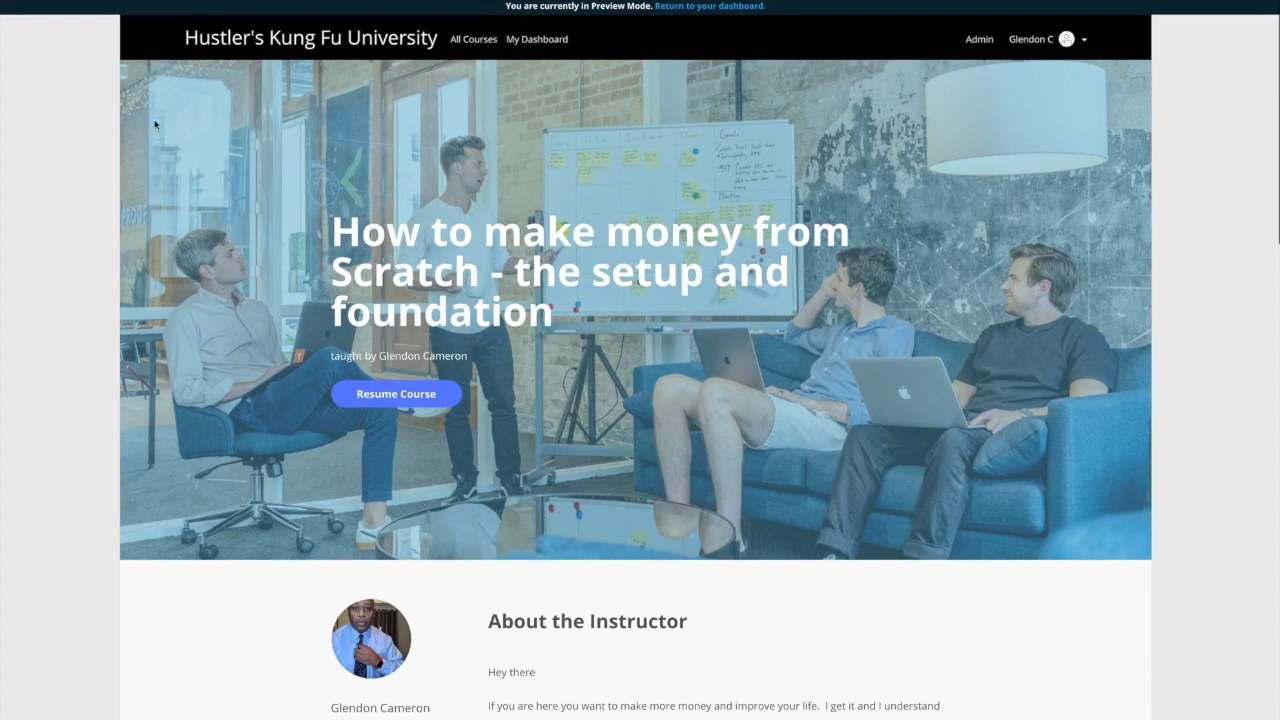 You are currently in Preview Mode. Return to your dashboard.
Hustler's Kung Fu University All Courses My Dashboard Admin Glendon C
How to make money from
Scratch - the setup and
foundation
taught by Glendon Cameron
Resume Course
About the Instructor
Hey there
Glendon Cameron
If you are here you want to make more money and improve your life. I get it and I understand